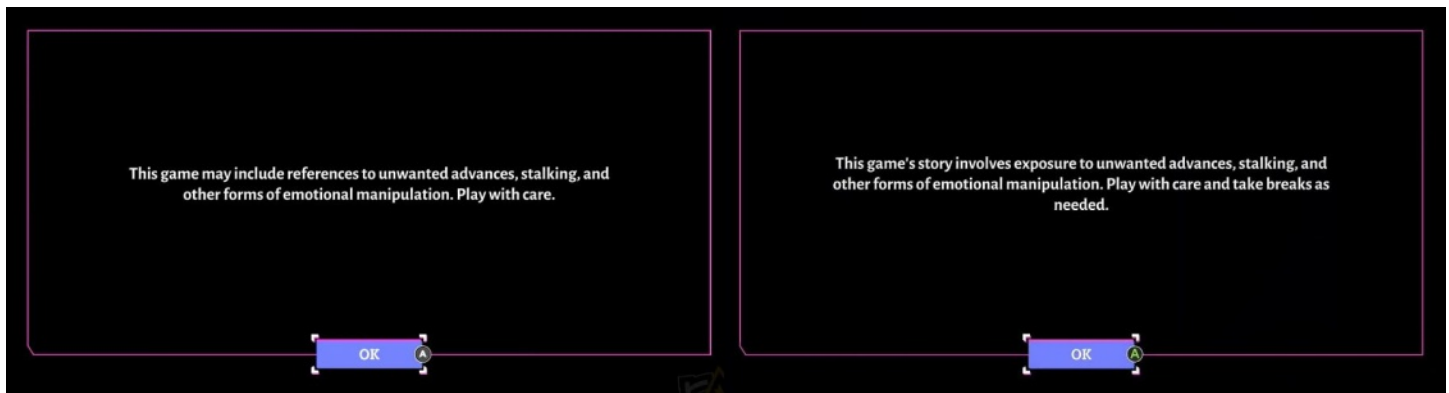 This game may include references to unwanted advances, stalking, and
other forms of emotional manipulation. Play with care.
OK
A
This game's story involves exposure to unwanted advances, stalking, and
other forms of emotional manipulation. Play with care and take breaks as
needed.
OK
A